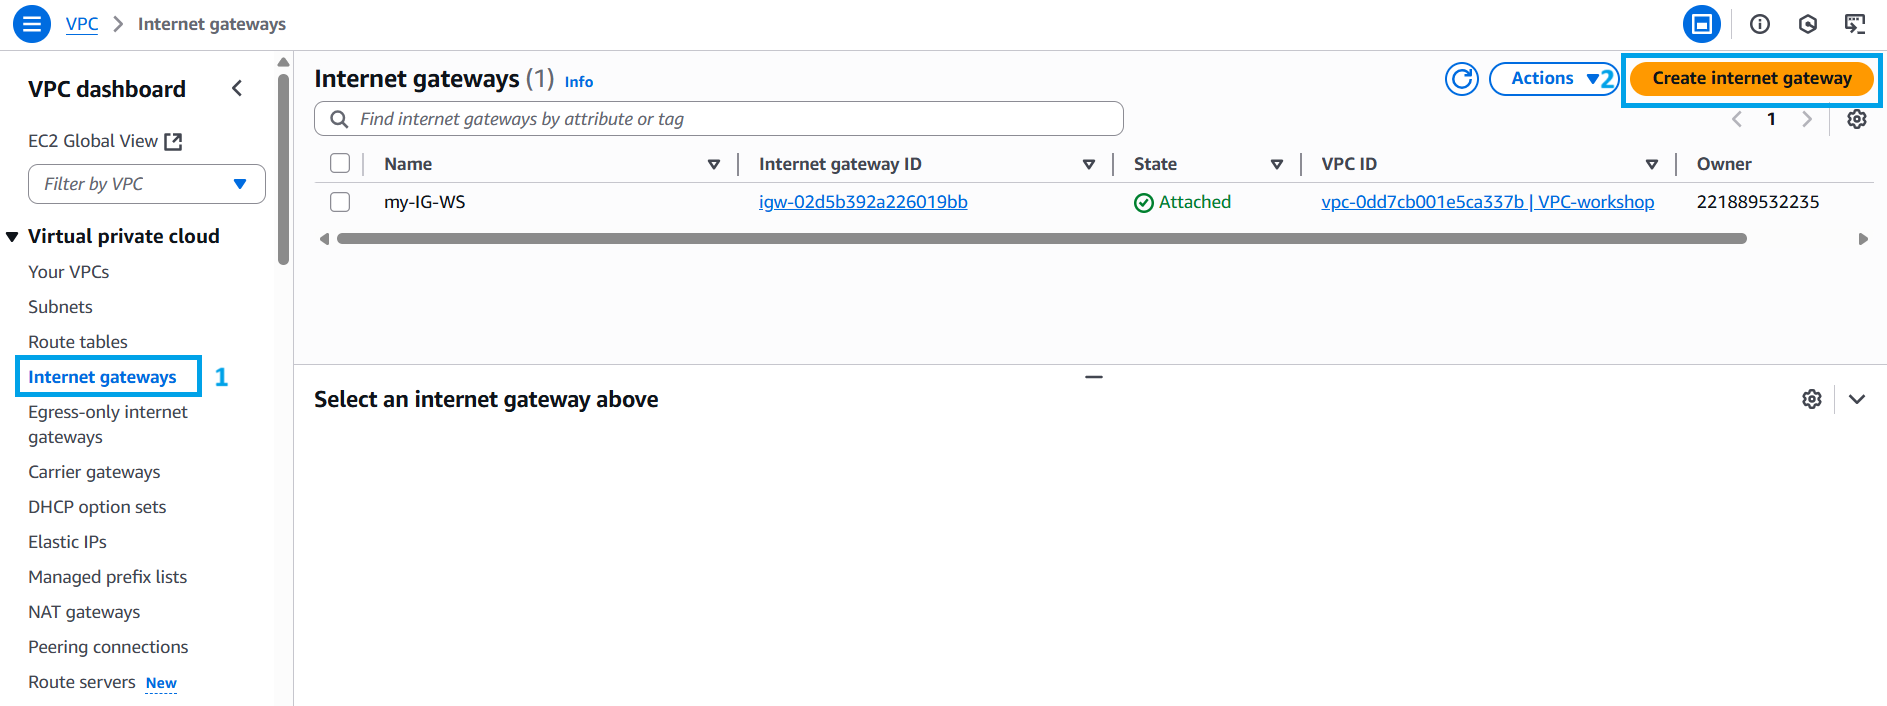 VPC > Internet gateways
VPC dashboard
EC2 Global View
Filter by VPC
Virtual private cloud
Your VPCs
Subnets
Route tables
Internet gateways 1
Egress-only internet
gateways
Carrier gateways
DHCP option sets
Elastic IPs
Managed prefix lists
NAT gateways
Peering connections
Route servers New
Internet gateways (1) Info
Actions 2 Create internet gateway
Find internet gateways by attribute or tag
1
Name Internet gateway ID State VPC ID Owner
my-IG-WS igw-02d5b392a226019bb Attached vpc-0dd7cb001e5ca337b | VPC-workshop 221889532235
Select an internet gateway above